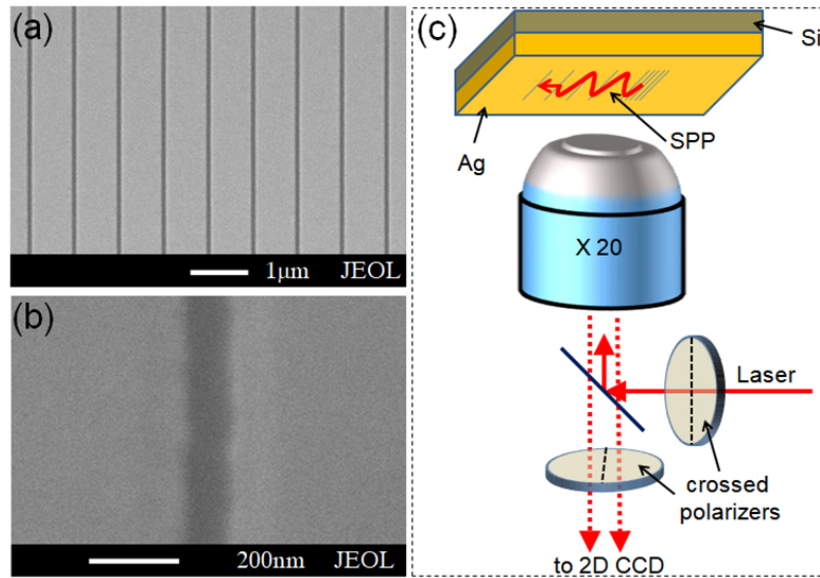 (a)
1μm JEOL
(b)
200nm JEOL
(c)
Si
SPP
Ag
X 20
Laser
crossed
polarizers
to 2D CCD